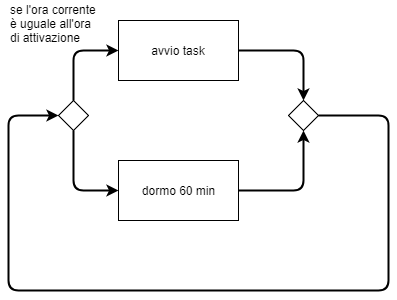 se l'ora corrente
è uguale all'ora
di attivazione
avvio task
dormo 60 min